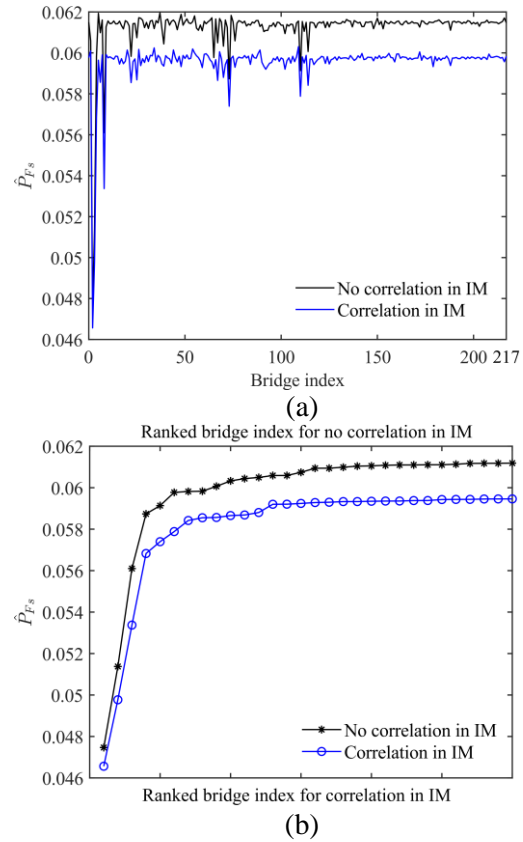 0.062
0.06
0.058
0.056
0.054
0.052
0.05
0.048
0.046
P̂_Fs
No correlation in IM
Correlation in IM
0 50 100 150 200 217
Bridge index
(a)
Ranked bridge index for no correlation in IM
0.062
0.06
0.058
0.056
0.054
0.052
0.05
0.048
0.046
P̂_Fs
No correlation in IM
Correlation in IM
Ranked bridge index for correlation in IM
(b)